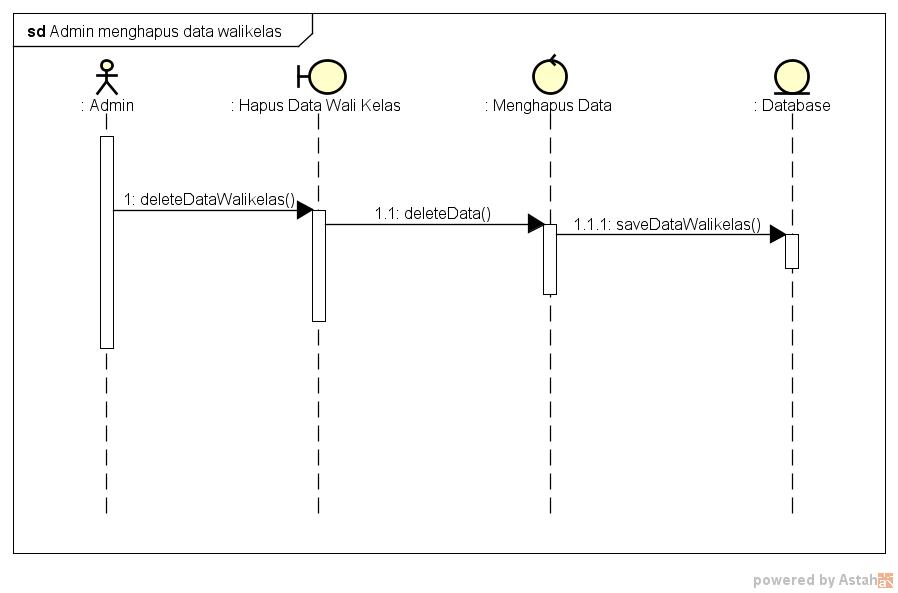 sd Admin menghapus data walikelas
: Admin
: Hapus Data Wali Kelas
: Menghapus Data
: Database
1: deleteDataWalikelas()
1.1: deleteData()
1.1.1: saveDataWalikelas()
powered by Astah